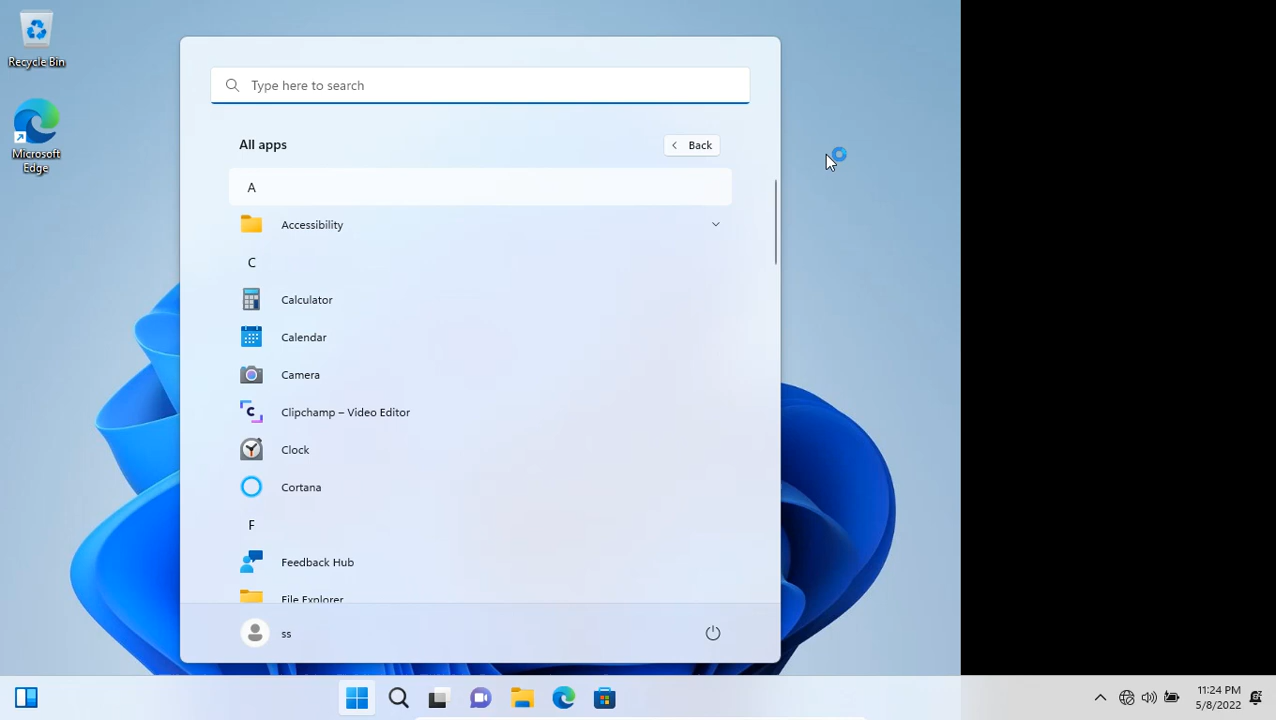 Recycle Bin
Microsoft
Edge
Type here to search
All apps
Back
A
Accessibility
C
Calculator
Calendar
Camera
Clipchamp – Video Editor
Clock
Cortana
F
Feedback Hub
File Explorer
ss
11:24 PM
5/8/2022